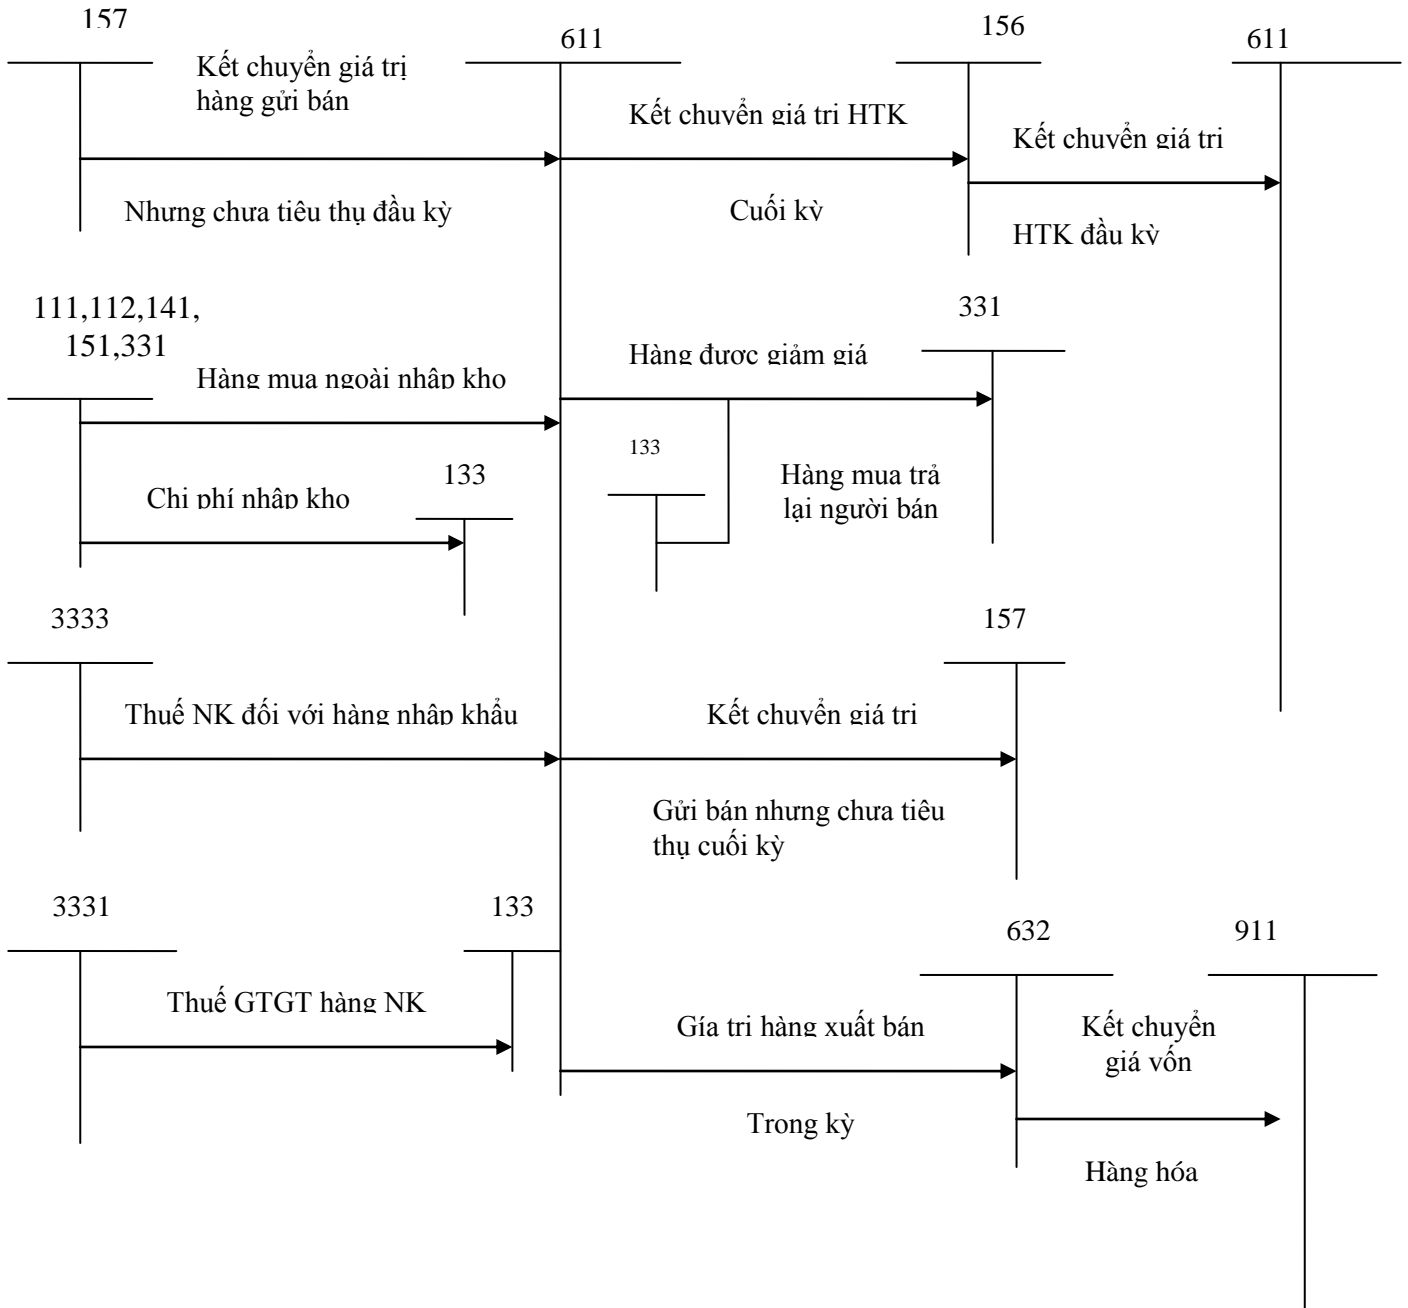 157
611
156
611
Kết chuyển giá trị
hàng gửi bán
Kết chuyển giá trị HTK
Kết chuyển giá trị
Nhưng chưa tiêu thụ đầu kỳ
Cuối kỳ
HTK đầu kỳ
111,112,141,
151,331
331
Hàng mua ngoài nhập kho
Hàng được giảm giá
133
133
Chi phí nhập kho
Hàng mua trả
lại người bán
3333
157
Thuế NK đối với hàng nhập khẩu
Kết chuyển giá trị
Gửi bán nhưng chưa tiêu
thụ cuối kỳ
3331
133
632
911
Thuế GTGT hàng NK
Gía trị hàng xuất bán
Kết chuyển
giá vốn
Trong kỳ
Hàng hóa